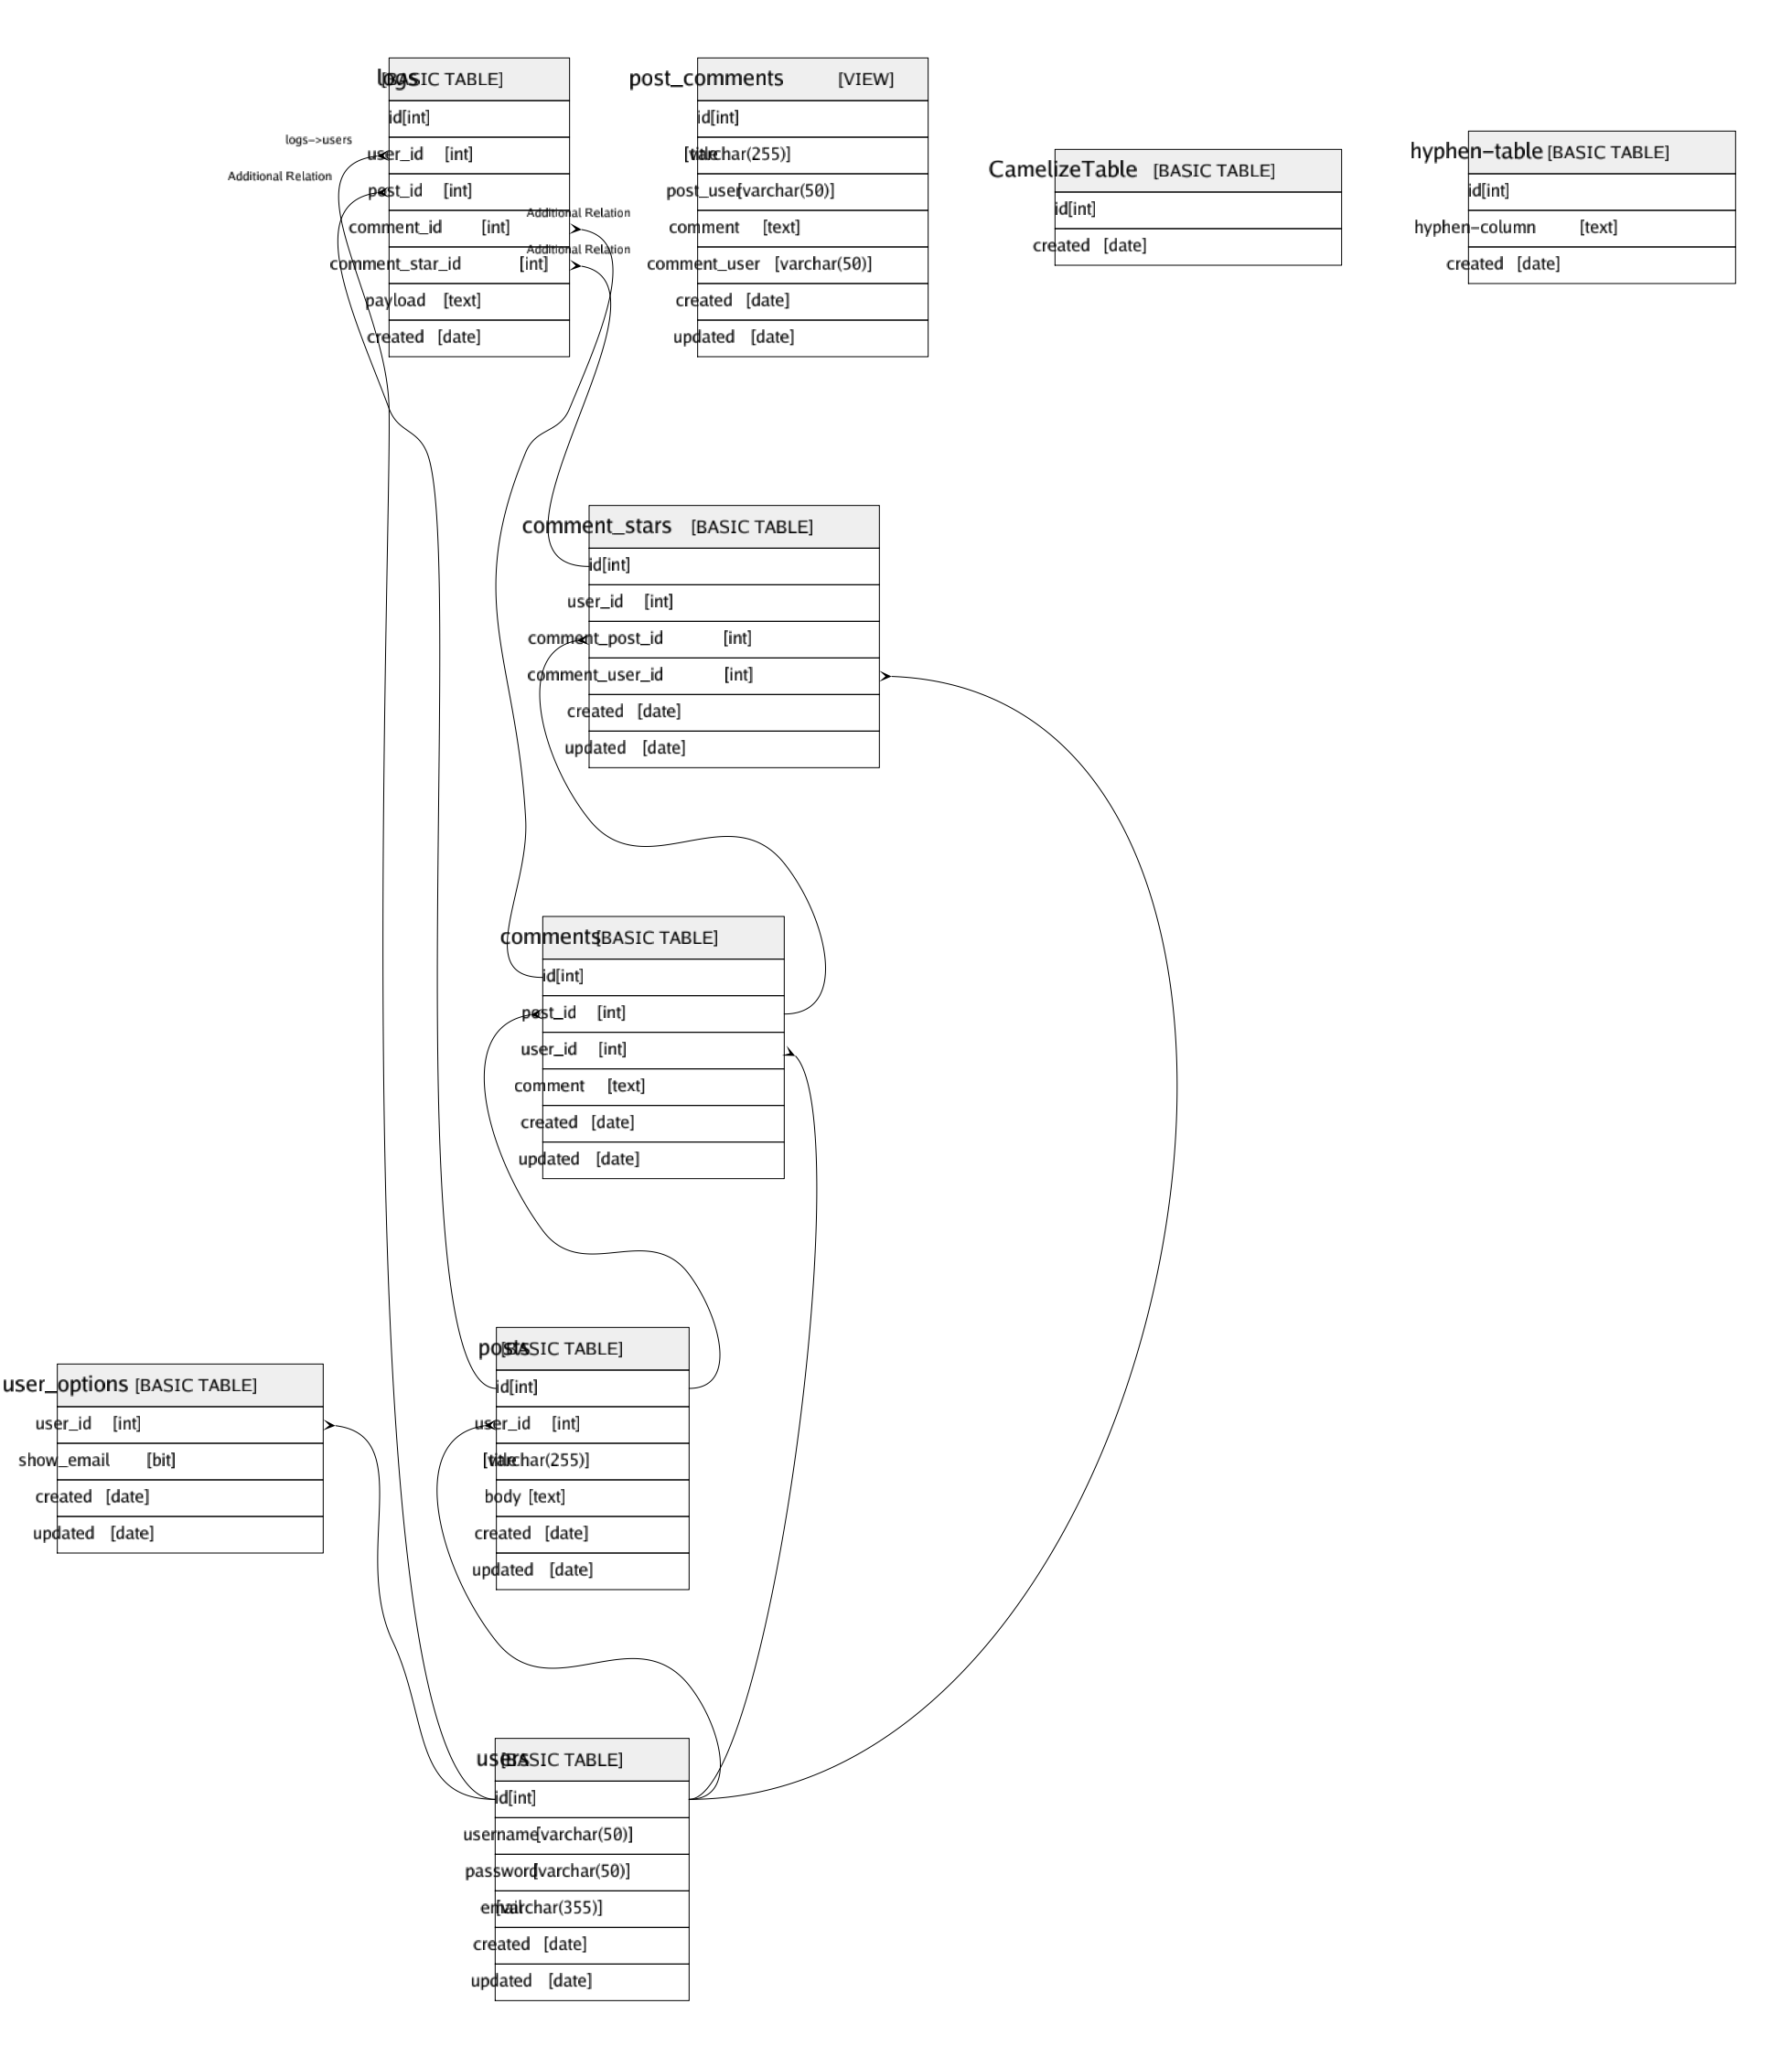 logs [BASIC TABLE]
id[int]
logs->users
user_id [int]
Additional Relation
post_id [int]
Additional Relation
comment_id [int]
Additional Relation
comment_star_id [int]
payload [text]
created [date]
post_comments [VIEW]
id[int]
title [varchar(255)]
post_user [varchar(50)]
comment [text]
comment_user [varchar(50)]
created [date]
updated [date]
CamelizeTable [BASIC TABLE]
id[int]
created [date]
hyphen-table [BASIC TABLE]
id[int]
hyphen-column [text]
created [date]
comment_stars [BASIC TABLE]
id[int]
user_id [int]
comment_post_id [int]
comment_user_id [int]
created [date]
updated [date]
comments [BASIC TABLE]
id[int]
post_id [int]
user_id [int]
comment [text]
created [date]
updated [date]
posts [BASIC TABLE]
id[int]
user_id [int]
title [varchar(255)]
body [text]
created [date]
updated [date]
user_options [BASIC TABLE]
user_id [int]
show_email [bit]
created [date]
updated [date]
users [BASIC TABLE]
id[int]
username [varchar(50)]
password [varchar(50)]
email [varchar(355)]
created [date]
updated [date]